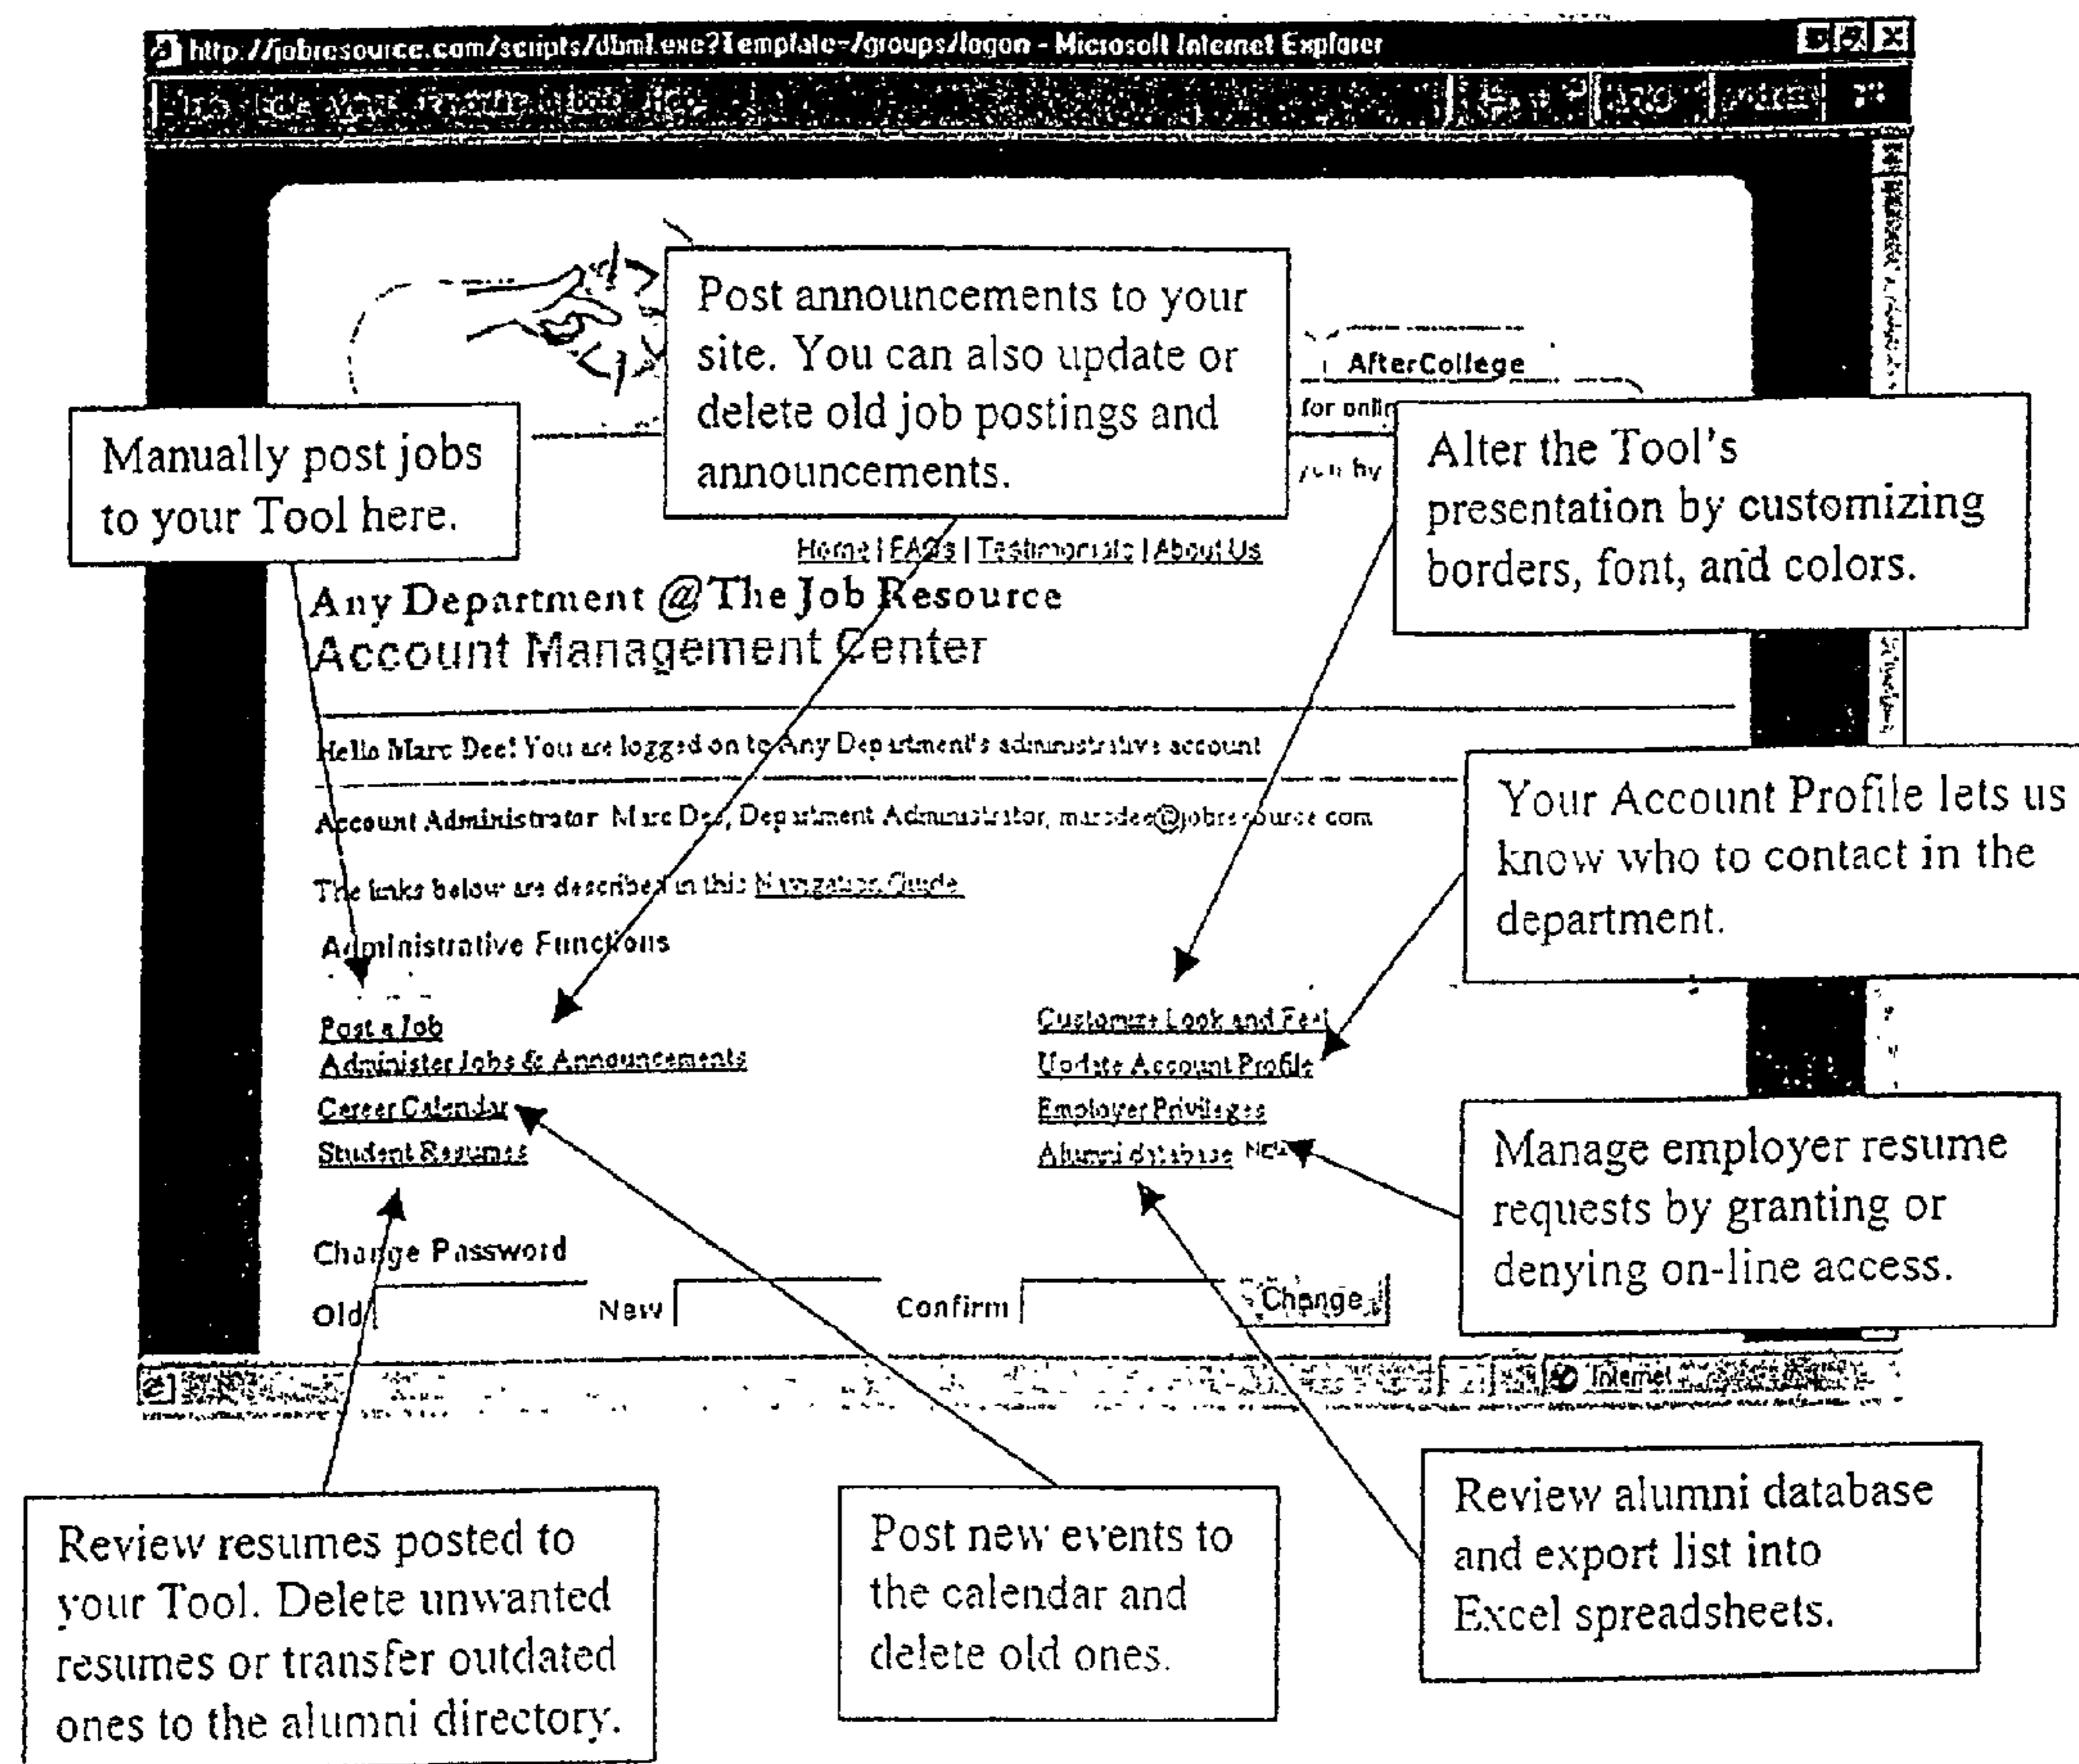 http://jobresource.com/scripts/dbml.exe?Template=/groups/logon - Microsoft Internet Explorer
Post announcements to your
site. You can also update or
delete old job postings and
announcements.
AfterCollege
for onlin
Manually post jobs
to your Tool here.
Alter the Tool's
presentation by customizing
borders, font, and colors.
Home | FAQs | Testimonials | About Us
Any Department @ The Job Resource
Account Management Center
Hello Marc Dee! You are logged on to Any Department's administrative account
Account Administrator Marc Dee, Department Administrator, marcdee@jobresource.com
The links below are described in this Navigation Guide
Your Account Profile lets us
know who to contact in the
department.
Administrative Functions
Post a Job
Administer Jobs & Announcements
Career Calendar
Student Resumes
Customize Look and Feel
Update Account Profile
Employer Privileges
Alumni database
Manage employer resume
requests by granting or
denying on-line access.
Change Password
Old New Confirm Change
Internet
Review resumes posted to
your Tool. Delete unwanted
resumes or transfer outdated
ones to the alumni directory.
Post new events to
the calendar and
delete old ones.
Review alumni database
and export list into
Excel spreadsheets.